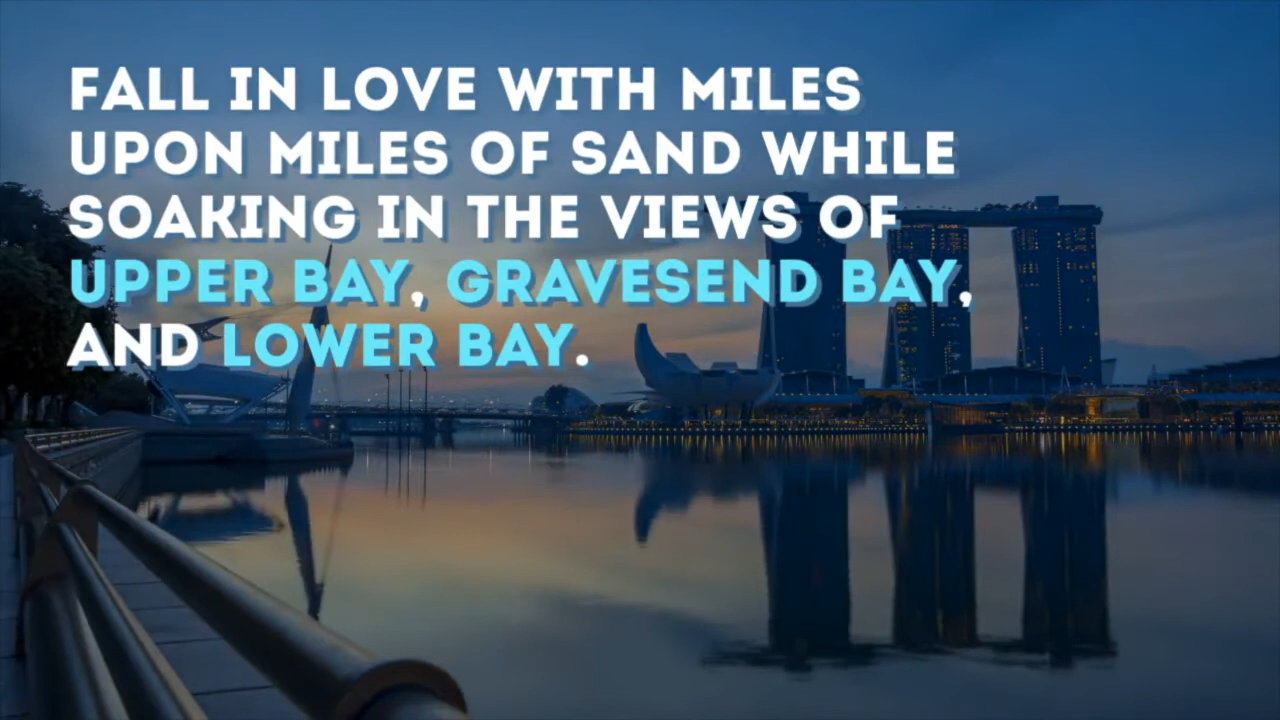 FALL IN LOVE WITH MILES
UPON MILES OF SAND WHILE
SOAKING IN THE VIEWS OF
UPPER BAY, GRAVESEND BAY,
AND LOWER BAY.